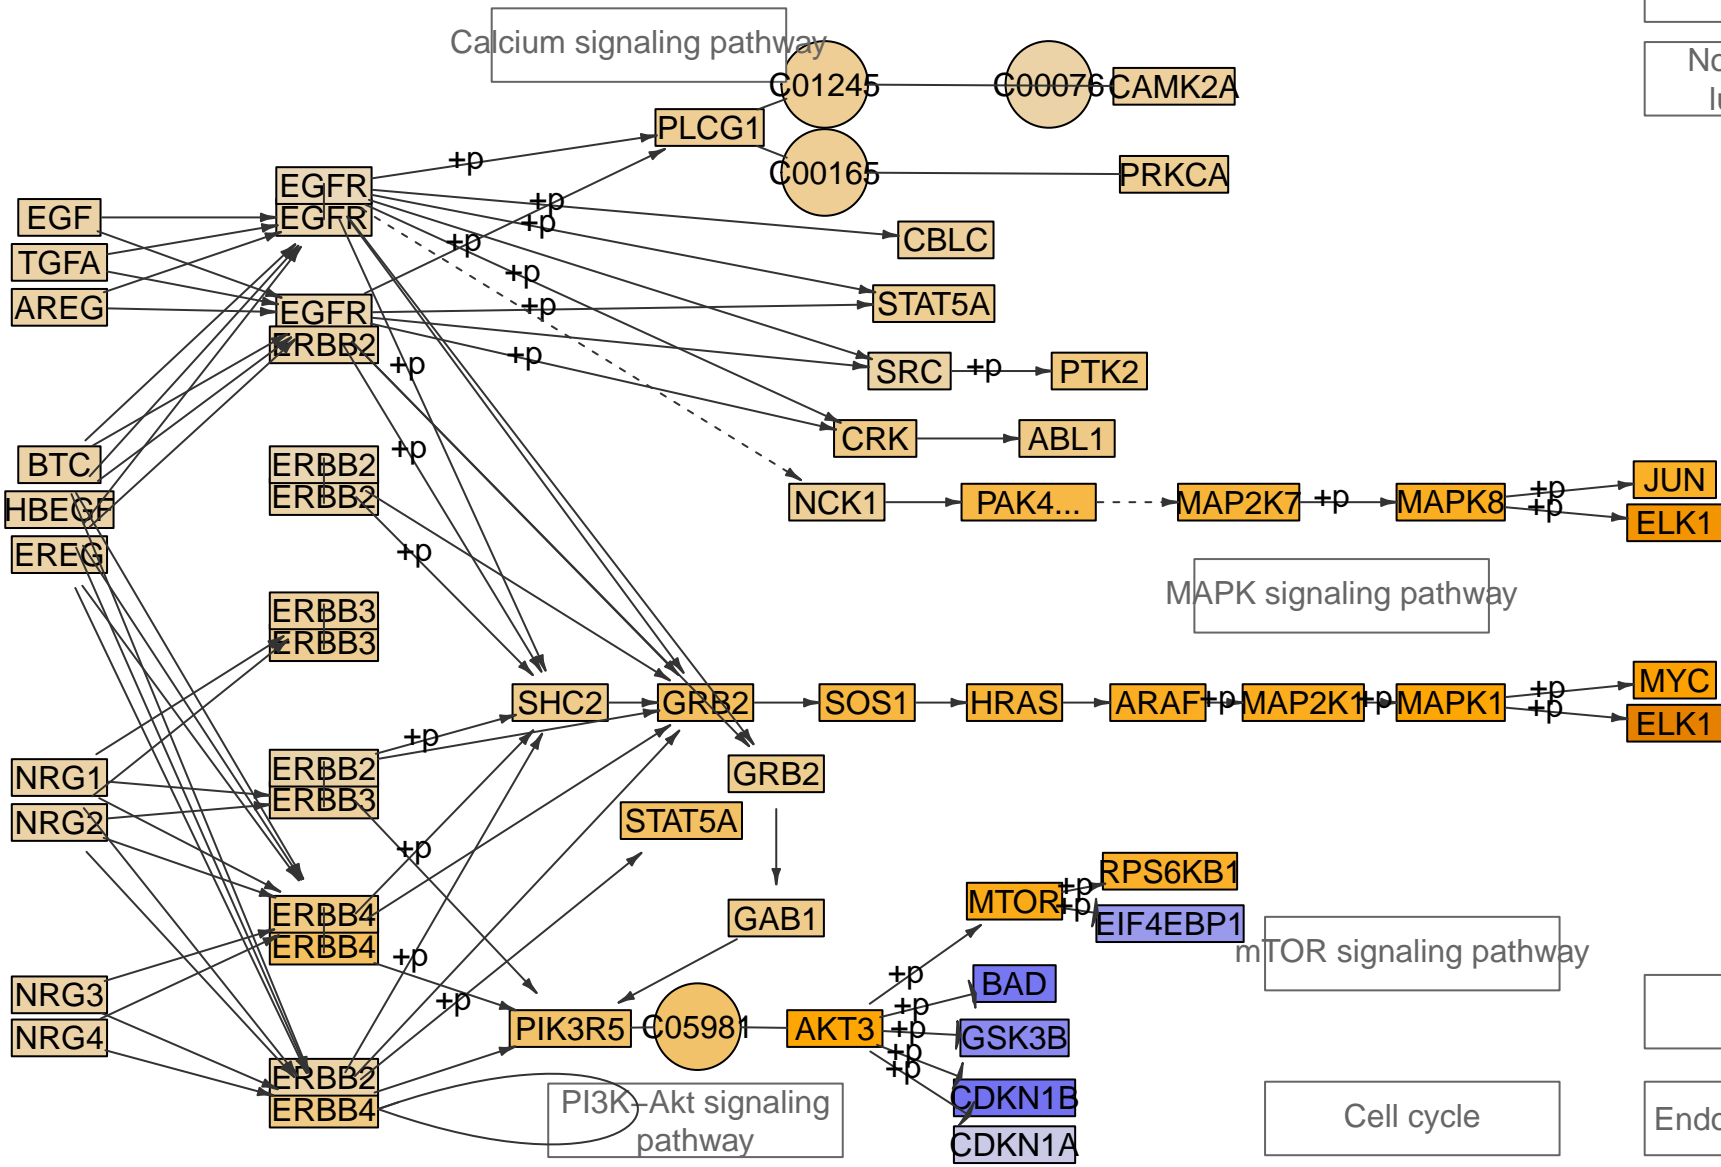 Calcium signaling pathway
No
lu
C01245
C00076
CAMK2A
PLCG1
+p
C00165
PRKCA
EGFR
EGFR
EGF
TGFA
AREG
+p
+p
+p
+p
+p
CBLC
STAT5A
EGFR
ERBB2
+p
+p
SRC
+p
PTK2
CRK
ABL1
BTC
HBEGF
EREG
ERBB2
ERBB2
+p
+p
NCK1
PAK4...
MAP2K7
+p
MAPK8
+p
+p
JUN
ELK1
MAPK signaling pathway
ERBB3
ERBB3
SHC2
GRB2
SOS1
HRAS
ARAF
+p
MAP2K1
+p
MAPK1
+p
+p
MYC
ELK1
NRG1
NRG2
ERBB2
ERBB3
+p
GRB2
STAT5A
+p
ERBB4
ERBB4
+p
+p
GAB1
MTOR
+p
+p
RPS6KB1
EIF4EBP1
mTOR signaling pathway
NRG3
NRG4
PIK3R5
C05981
AKT3
+p
+p
+p
+p
+p
BAD
GSK3B
CDKN1B
CDKN1A
ERBB2
ERBB4
PI3K–Akt signaling
pathway
Cell cycle
Endo